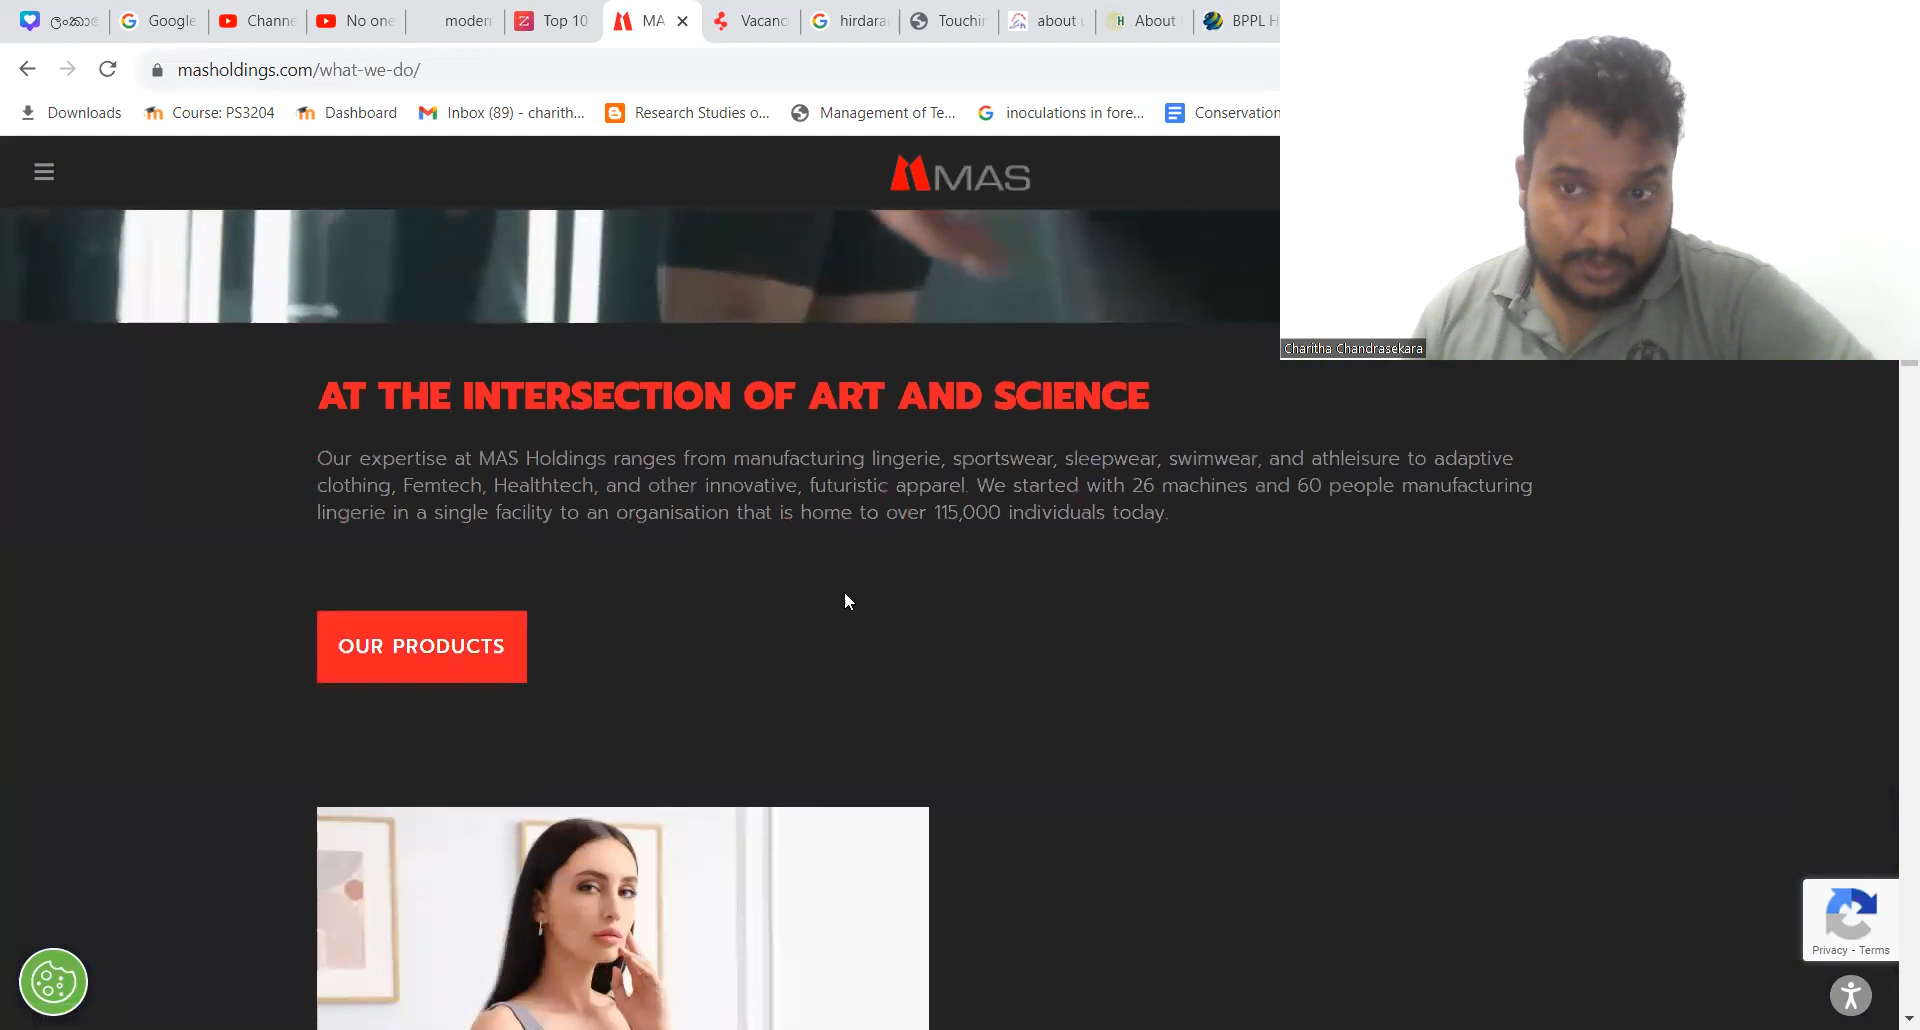 ලංකාවේ
Google
Channe
No one
modern
Top 10
MA
Vacanc
hirdara
Touchin
about u
About
BPPL H
masholdings.com/what-we-do/
Downloads
Course: PS3204
Dashboard
Inbox (89) - charith...
Research Studies o...
Management of Te...
inoculations in fore...
Conservation
MAS
Charitha Chandrasekara
AT THE INTERSECTION OF ART AND SCIENCE
Our expertise at MAS Holdings ranges from manufacturing lingerie, sportswear, sleepwear, swimwear, and athleisure to adaptive
clothing, Femtech, Healthtech, and other innovative, futuristic apparel. We started with 26 machines and 60 people manufacturing
lingerie in a single facility to an organisation that is home to over 115,000 individuals today.
OUR PRODUCTS
Privacy - Terms